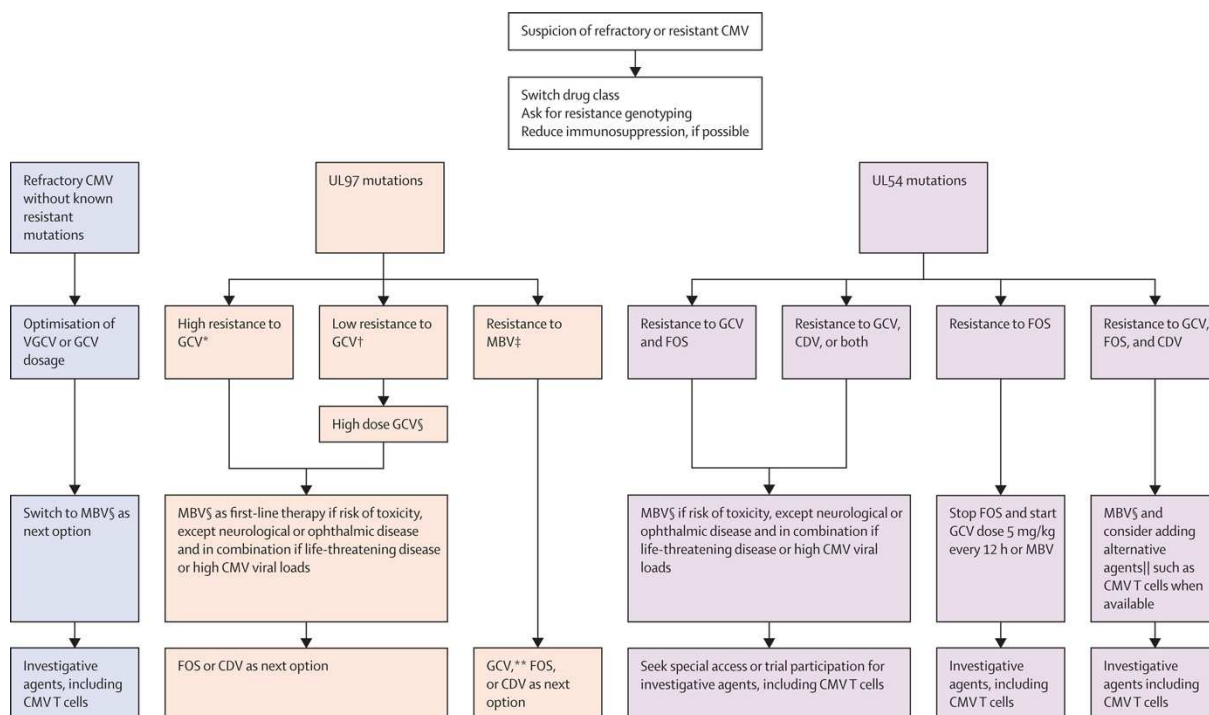 Suspicion of refractory or resistant CMV
Switch drug class
Ask for resistance genotyping
Reduce immunosuppression, if possible
Refractory CMV
without known
resistant
mutations
UL97 mutations
UL54 mutations
Optimisation of
VGCV or GCV
dosage
High resistance to
GCV*
Low resistance to
GCV†
Resistance to
MBV‡
Resistance to GCV
and FOS
Resistance to GCV,
CDV, or both
Resistance to FOS
Resistance to GCV,
FOS, and CDV
High dose GCV§
Switch to MBV§ as
next option
MBV§ as first-line therapy if risk of toxicity,
except neurological or ophthalmic disease
and in combination if life-threatening disease
or high CMV viral loads
MBV§ if risk of toxicity, except neurological or
ophthalmic disease and in combination if
life-threatening disease or high CMV viral
loads
Stop FOS and start
GCV dose 5 mg/kg
every 12 h or MBV
MBV§ and
consider adding
alternative
agents|| such as
CMV T cells when
available
Investigative
agents, including
CMV T cells
FOS or CDV as next option
GCV,** FOS,
or CDV as next
option
Seek special access or trial participation for
investigative agents, including CMV T cells
Investigative
agents, including
CMV T cells
Investigative
agents including
CMV T cells